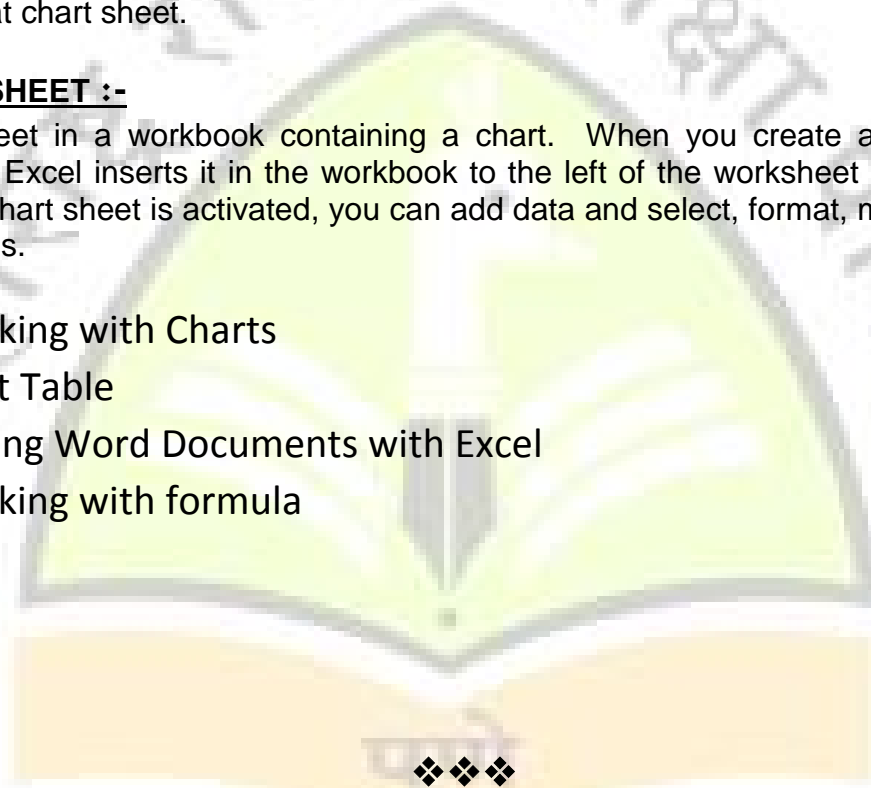 at chart sheet.
SHEET :-
eet in a workbook containing a chart. When you create a
Excel inserts it in the workbook to the left of the worksheet
hart sheet is activated, you can add data and select, format, m
s.
king with Charts
t Table
ng Word Documents with Excel
king with formula